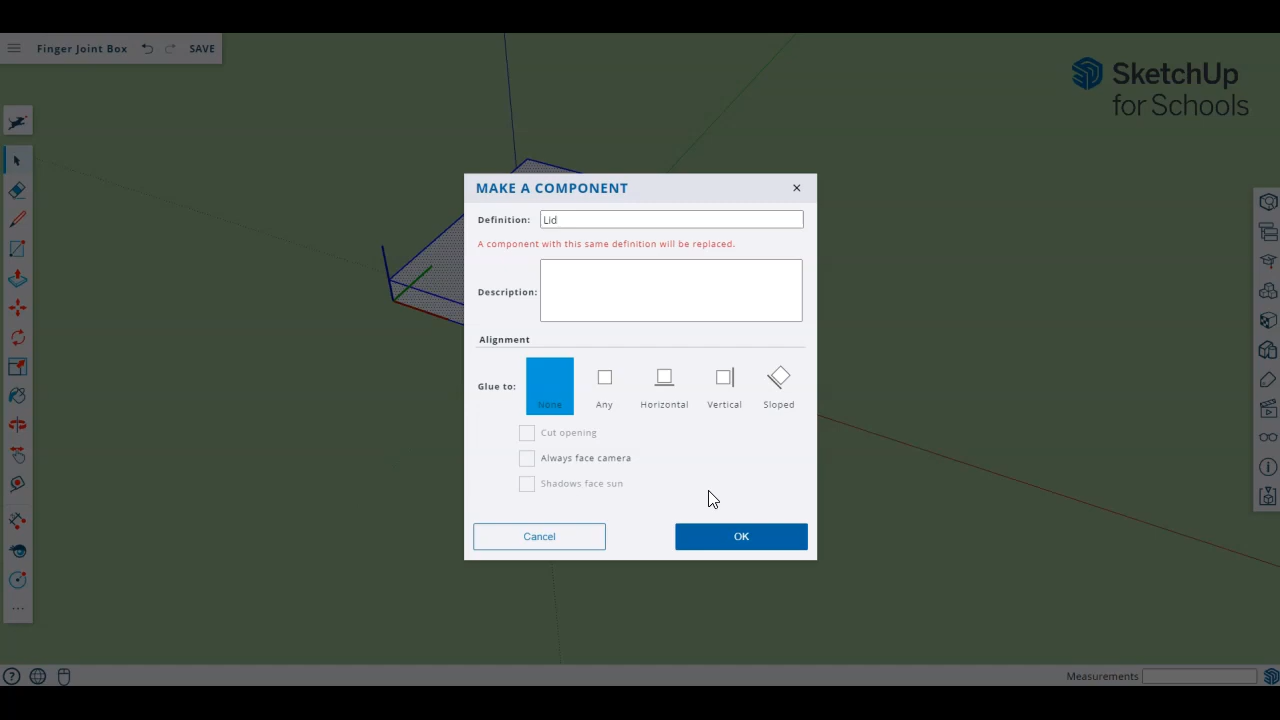 Finger Joint Box
SAVE
SketchUp
for Schools
MAKE A COMPONENT
Definition:
Lid
A component with this same definition will be replaced.
Description:
Alignment
Glue to:
None
Any
Horizontal
Vertical
Sloped
Cut opening
Always face camera
Shadows face sun
Cancel
OK
Measurements